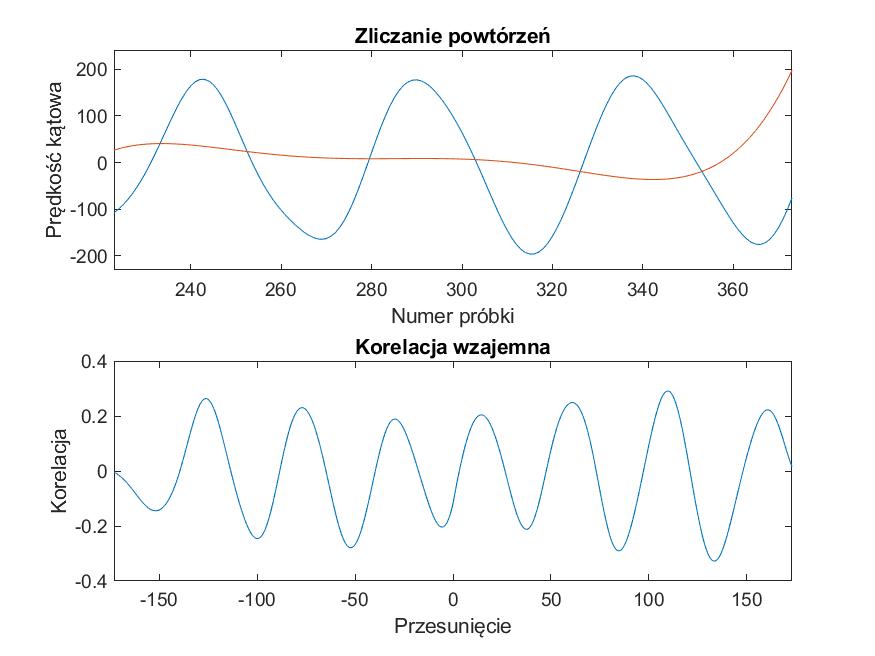 Zliczanie powtórzeń
200
100
0
-100
-200
Prędkość kątowa
240 260 280 300 320 340 360
Numer próbki
Korelacja wzajemna
0.4
0.2
0
-0.2
-0.4
Korelacja
-150 -100 -50 0 50 100 150
Przesunięcie